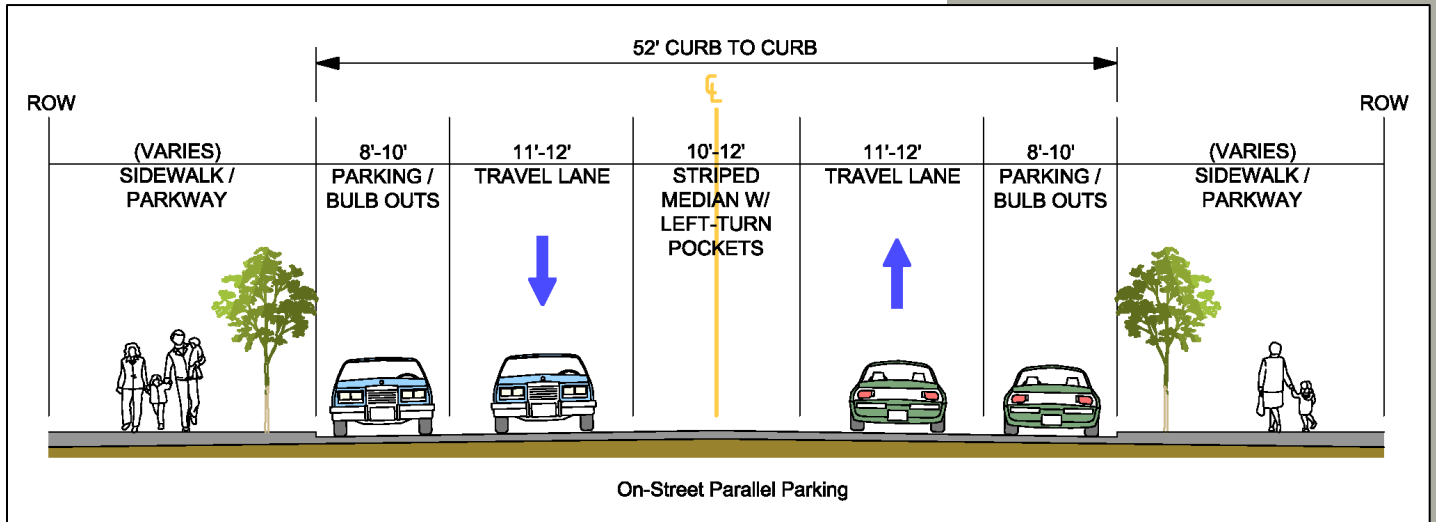 52' CURB TO CURB
℄
ROW
ROW
(VARIES)
SIDEWALK /
PARKWAY
8'-10'
PARKING /
BULB OUTS
11'-12'
TRAVEL LANE
10'-12'
STRIPED
MEDIAN W/
LEFT-TURN
POCKETS
11'-12'
TRAVEL LANE
8'-10'
PARKING /
BULB OUTS
(VARIES)
SIDEWALK /
PARKWAY
On-Street Parallel Parking